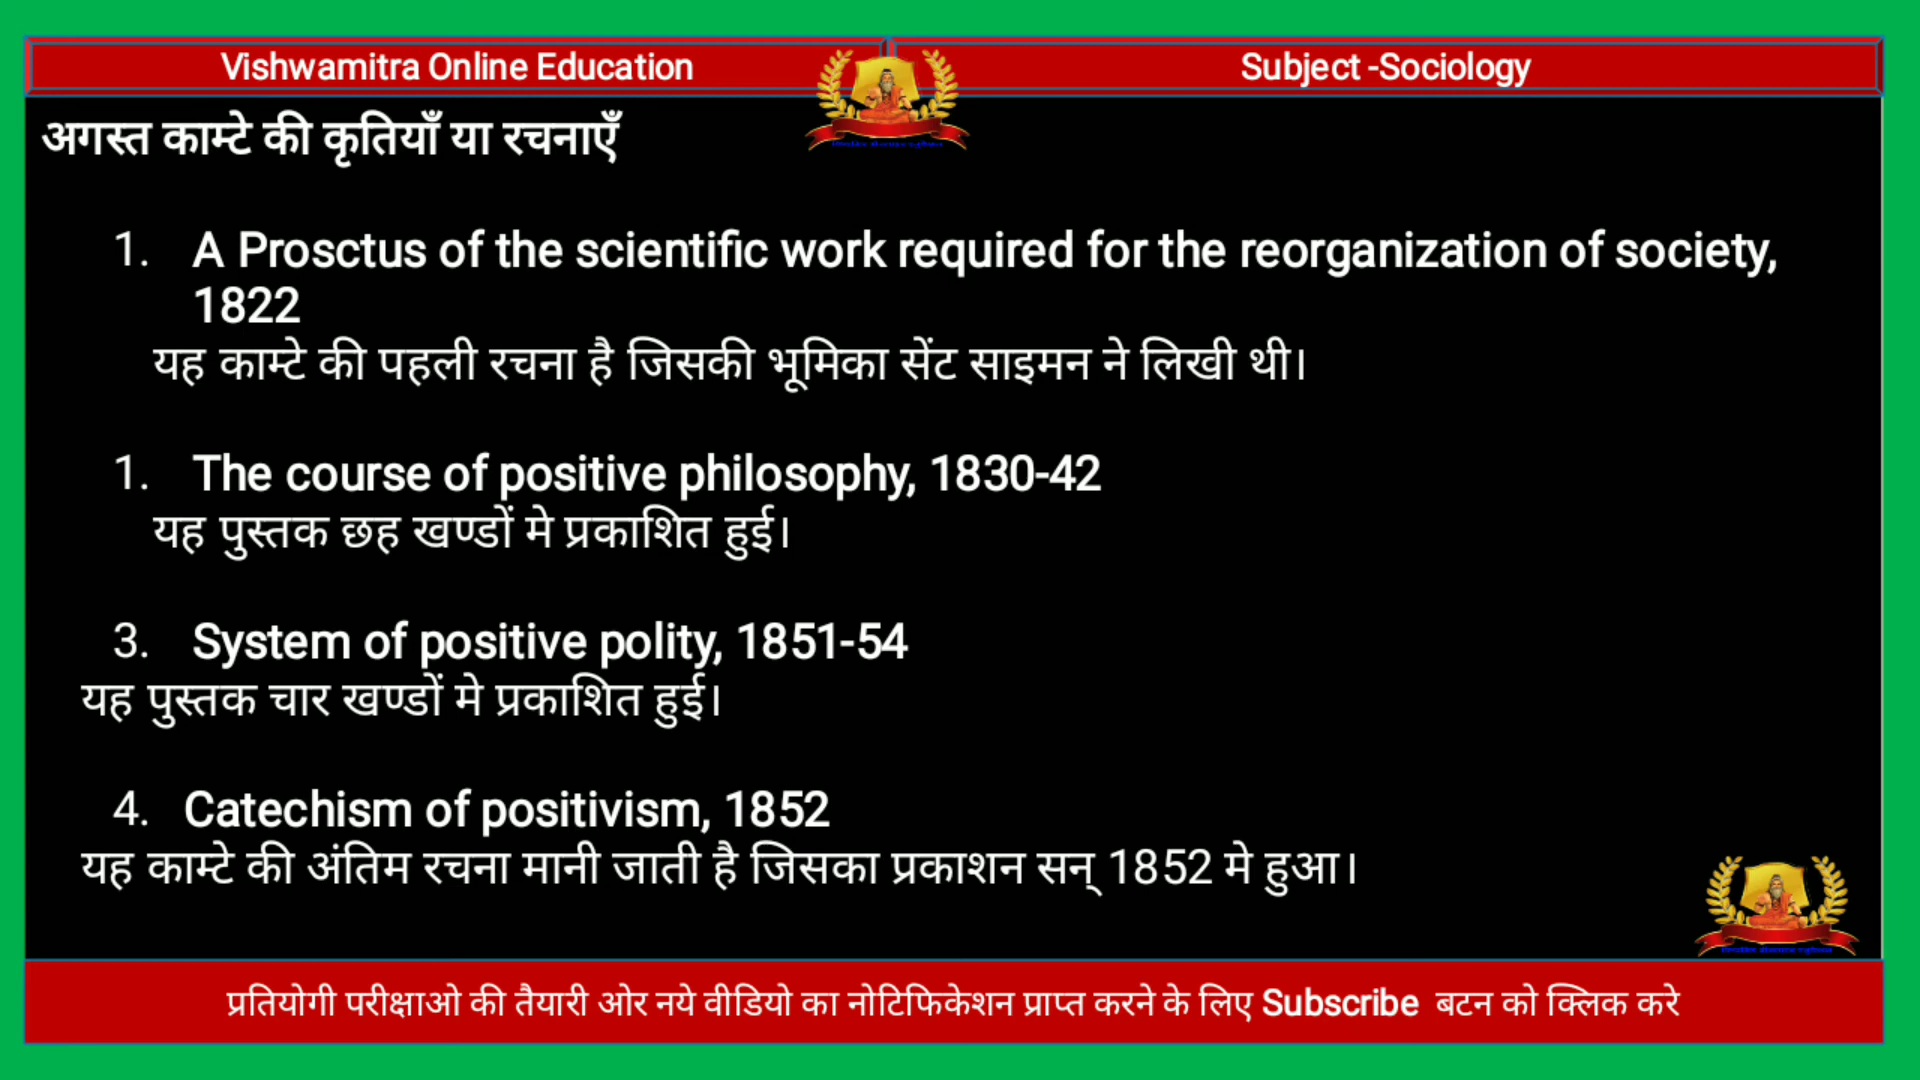 Vishwamitra Online Education
Subject -Sociology
अगस्त काम्टे की कृतियाँ या रचनाएँ
1. A Prosctus of the scientific work required for the reorganization of society,
1822
यह काम्टे की पहली रचना है जिसकी भूमिका सेंट साइमन ने लिखी थी।
1. The course of positive philosophy, 1830-42
यह पुस्तक छह खण्डों मे प्रकाशित हुई।
3. System of positive polity, 1851-54
यह पुस्तक चार खण्डों मे प्रकाशित हुई।
4. Catechism of positivism, 1852
यह काम्टे की अंतिम रचना मानी जाती है जिसका प्रकाशन सन् 1852 मे हुआ।
प्रतियोगी परीक्षाओ की तैयारी ओर नये वीडियो का नोटिफिकेशन प्राप्त करने के लिए Subscribe बटन को क्लिक करे